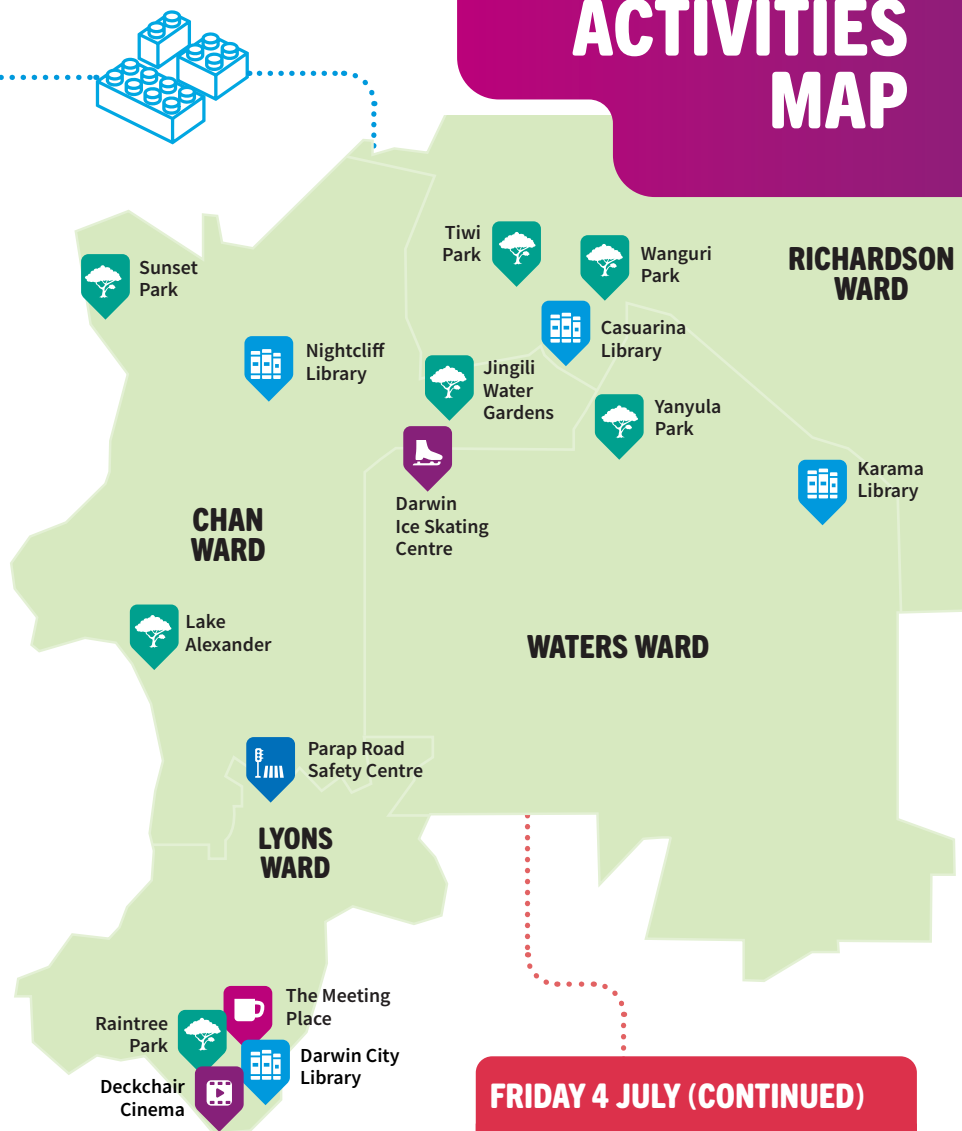 ACTIVITIES
MAP
Tiwi
Park
Wanguri
Park
RICHARDSON
WARD
Sunset
Park
Casuarina
Library
Nightcliff
Library
Jingili
Water
Gardens
Yanyula
Park
Karama
Library
Darwin
Ice Skating
Centre
CHAN
WARD
Lake
Alexander
WATERS WARD
Parap Road
Safety Centre
LYONS
WARD
The Meeting
Place
Raintree
Park
Darwin City
Library
Deckchair
Cinema
FRIDAY 4 JULY (CONTINUED)